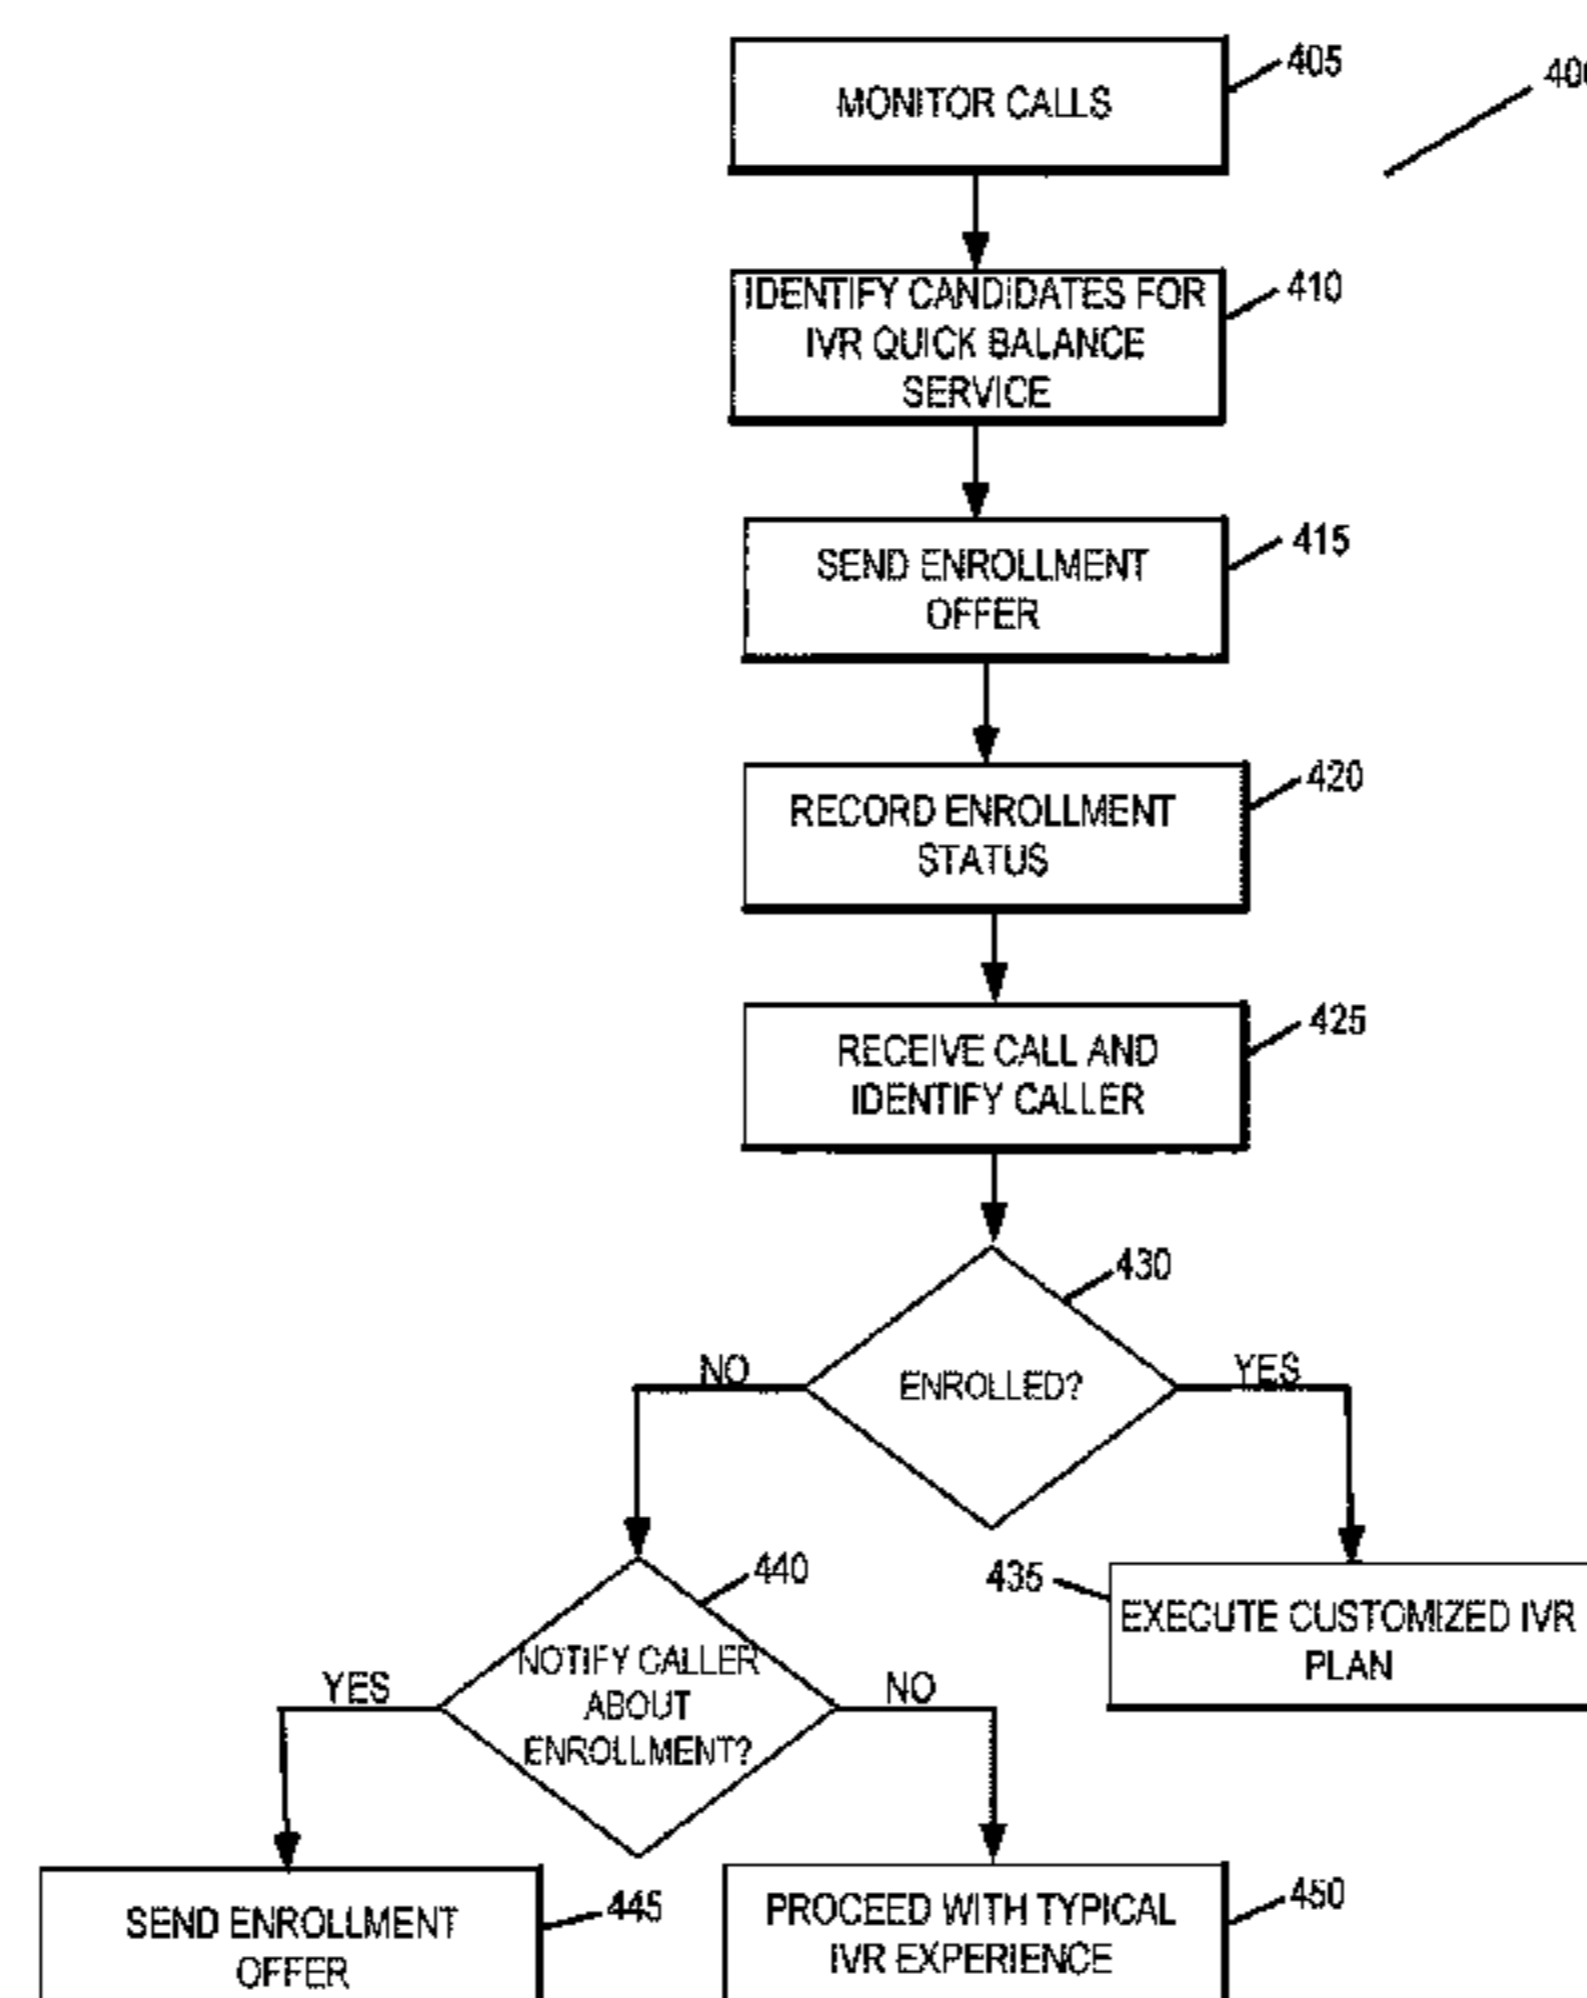 MONITOR CALLS
405
IDENTIFY CANDIDATES FOR
IVR QUICK BALANCE
SERVICE
410
SEND ENROLLMENT
OFFER
415
RECORD ENROLLMENT
STATUS
420
RECEIVE CALL AND
IDENTIFY CALLER
425
430
NO
ENROLLED?
YES
440
435
EXECUTE CUSTOMIZED IVR
PLAN
YES
NOTIFY CALLER
ABOUT
ENROLLMENT?
NO
SEND ENROLLMENT
OFFER
445
PROCEED WITH TYPICAL
IVR EXPERIENCE
450